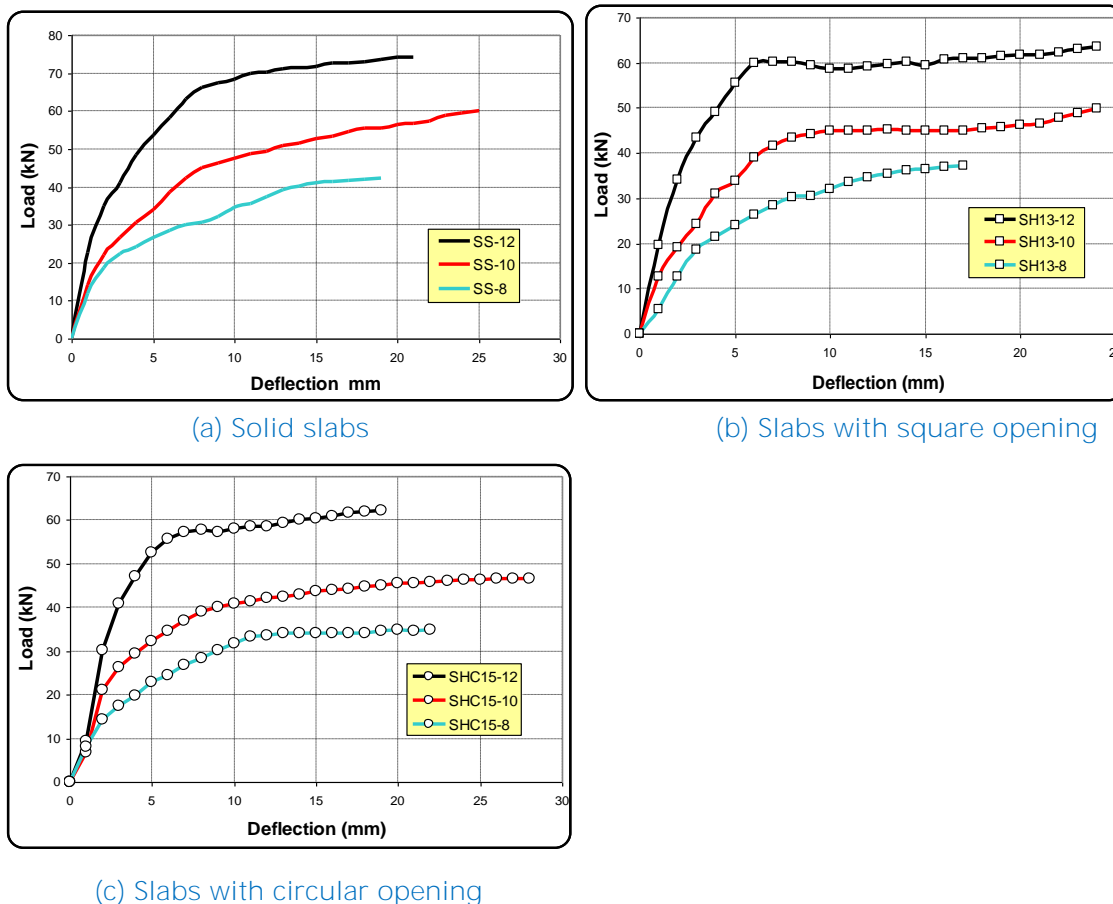 80
70
60
50
40
30
20
10
0
Load (kN)
SS-12
SS-10
SS-8
0 5 10 15 20 25 30
Deflection mm
(a) Solid slabs
70
60
50
40
30
20
10
0
Load (kN)
SH13-12
SH13-10
SH13-8
0 5 10 15 20
Deflection (mm)
(b) Slabs with square opening
70
60
50
40
30
20
10
0
Load (kN)
SHC15-12
SHC15-10
SHC15-8
0 5 10 15 20 25 30
Deflection (mm)
(c) Slabs with circular opening